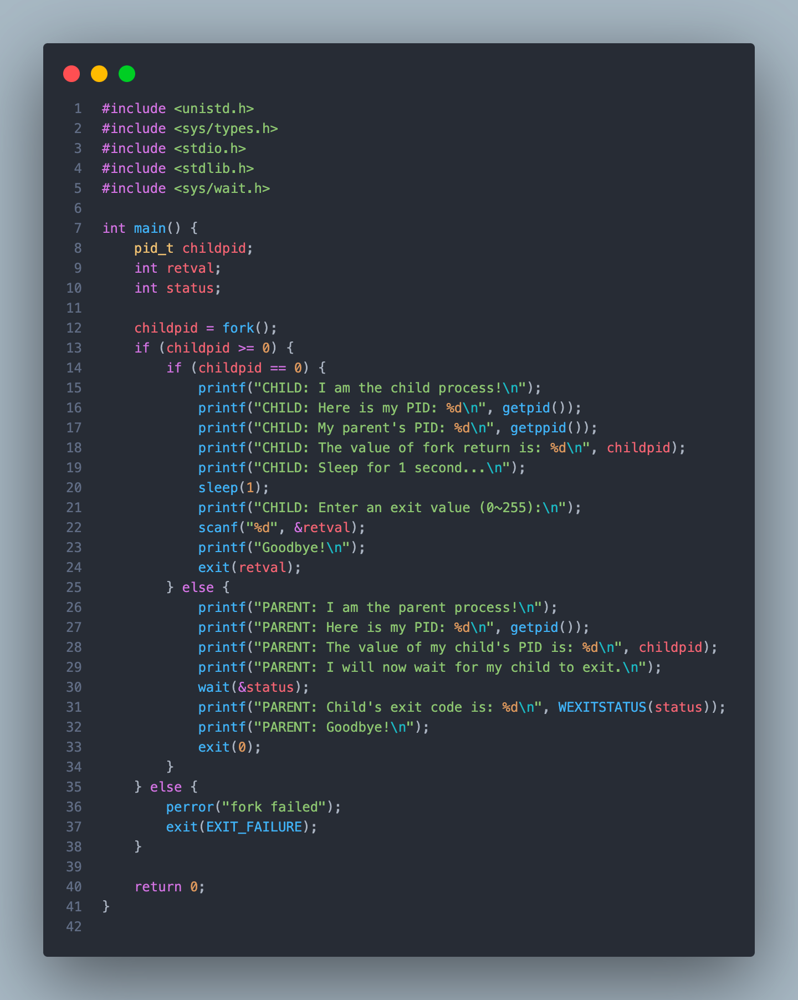 1 #include <unistd.h>
2 #include <sys/types.h>
3 #include <stdio.h>
4 #include <stdlib.h>
5 #include <sys/wait.h>
6
7 int main() {
8     pid_t childpid;
9     int retval;
10     int status;
11
12     childpid = fork();
13     if (childpid >= 0) {
14         if (childpid == 0) {
15             printf("CHILD: I am the child process!\n");
16             printf("CHILD: Here is my PID: %d\n", getpid());
17             printf("CHILD: My parent's PID: %d\n", getppid());
18             printf("CHILD: The value of fork return is: %d\n", childpid);
19             printf("CHILD: Sleep for 1 second...\n");
20             sleep(1);
21             printf("CHILD: Enter an exit value (0~255):\n");
22             scanf("%d", &retval);
23             printf("Goodbye!\n");
24             exit(retval);
25         } else {
26             printf("PARENT: I am the parent process!\n");
27             printf("PARENT: Here is my PID: %d\n", getpid());
28             printf("PARENT: The value of my child's PID is: %d\n", childpid);
29             printf("PARENT: I will now wait for my child to exit.\n");
30             wait(&status);
31             printf("PARENT: Child's exit code is: %d\n", WEXITSTATUS(status));
32             printf("PARENT: Goodbye!\n");
33             exit(0);
34         }
35     } else {
36         perror("fork failed");
37         exit(EXIT_FAILURE);
38     }
39
40     return 0;
41 }
42